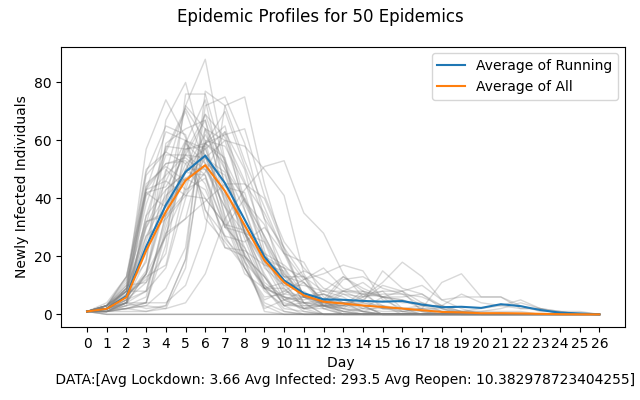 Epidemic Profiles for 50 Epidemics
Average of Running
Average of All
Newly Infected Individuals
80
60
40
20
0
0 1 2 3 4 5 6 7 8 9 10 11 12 13 14 15 16 17 18 19 20 21 22 23 24 25 26
Day
DATA:[Avg Lockdown: 3.66 Avg Infected: 293.5 Avg Reopen: 10.382978723404255]